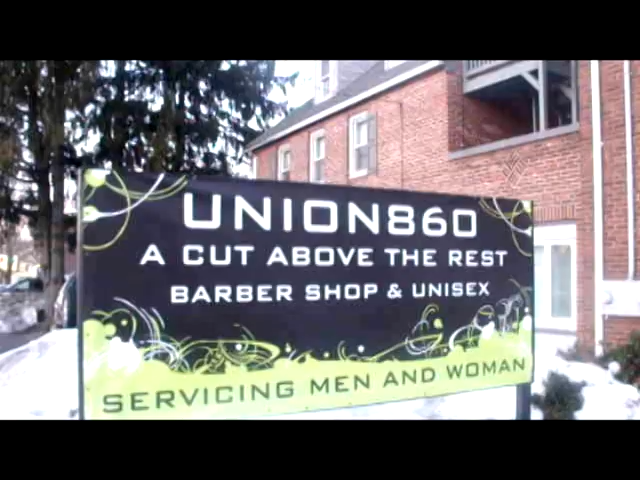 UNION860
A CUT ABOVE THE REST
BARBER SHOP & UNISEX
SERVICING MEN AND WOMAN